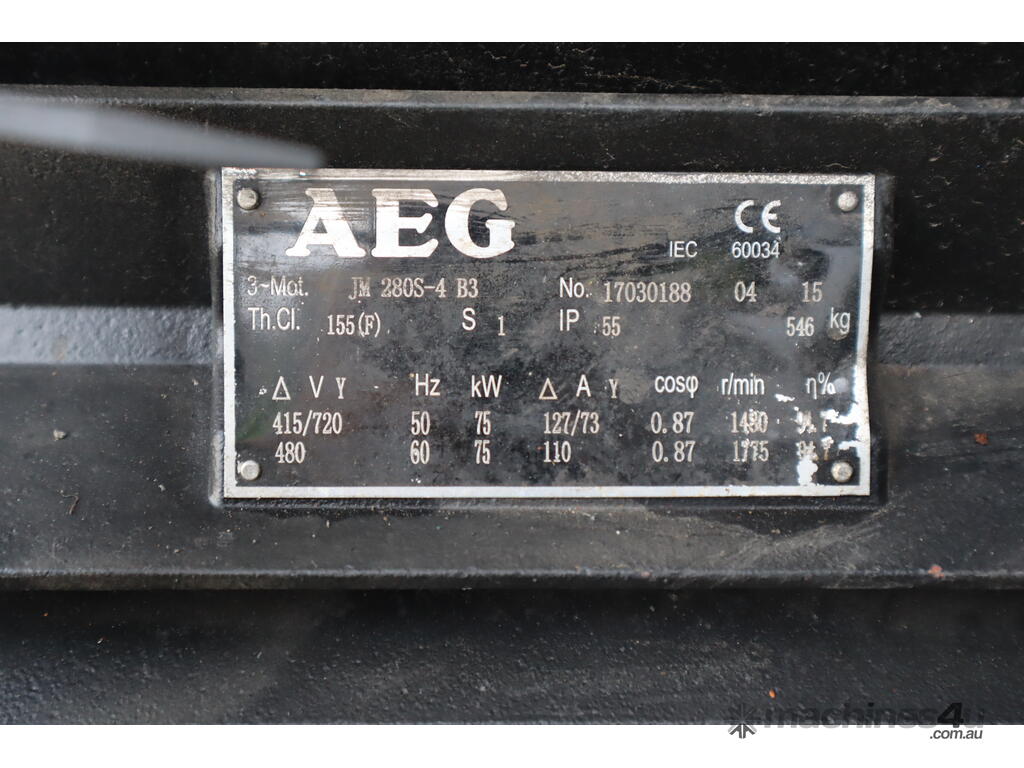 AEG
CE
IEC 60034
3~Mot. JM 280S-4 B3 No. 17030188 04 15
Th.Cl. 155(F) S 1 IP 55 546 kg
Δ V Y Hz kW Δ A Y cosφ r/min η%
415/720 50 75 127/73 0.87 1480
480 60 75 110 0.87 1775
machines4u
.com.au